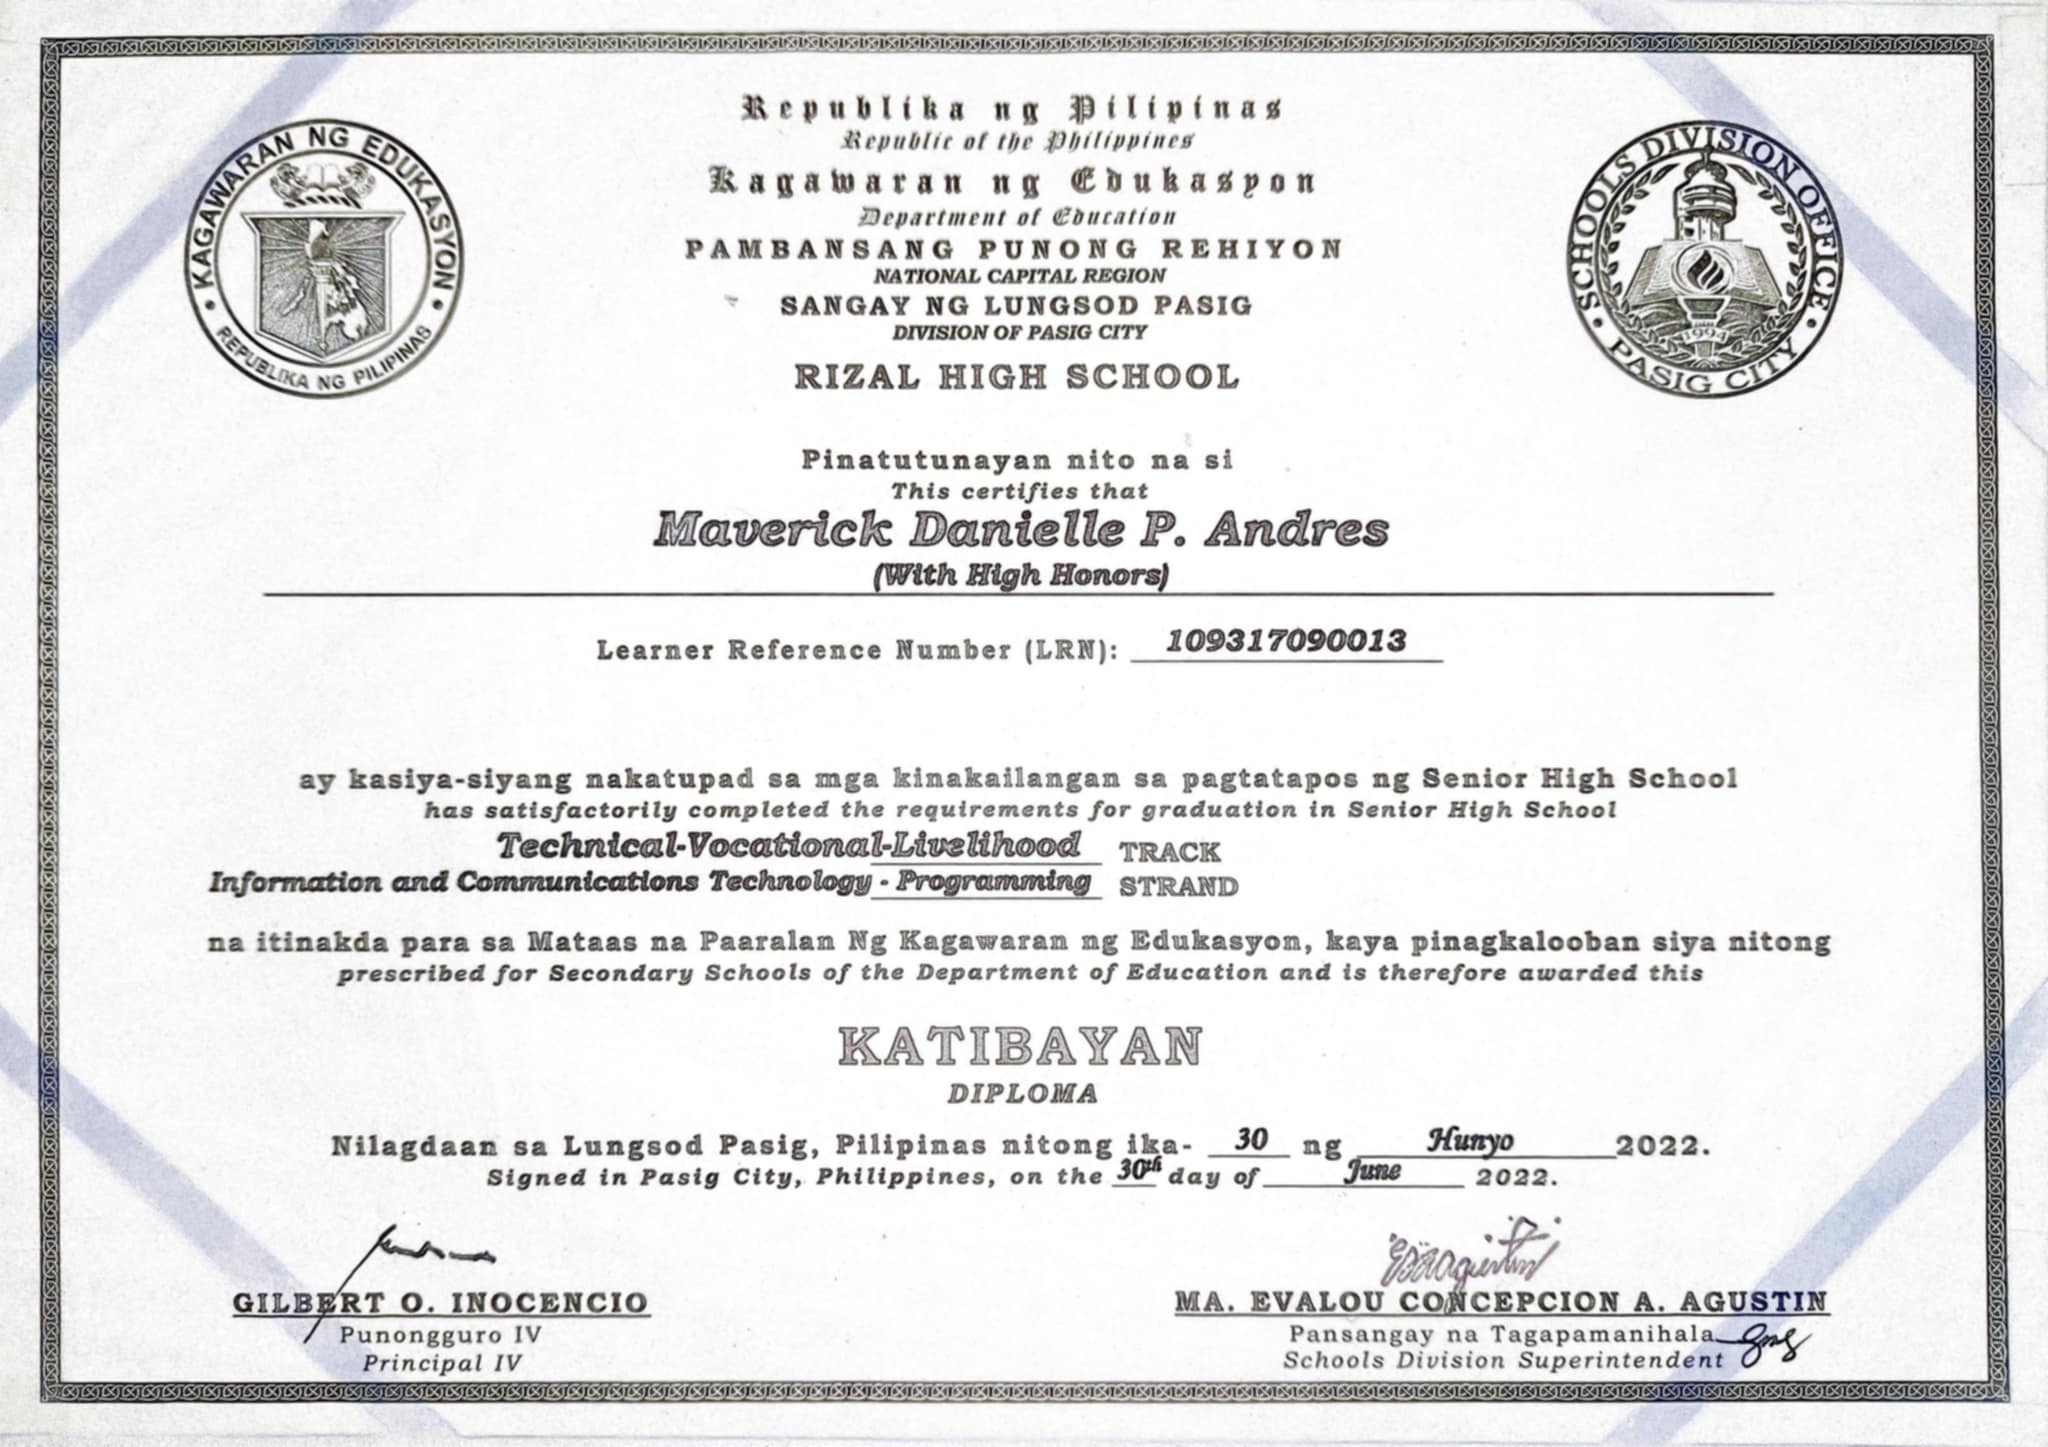 Republika ng Pilipinas
Republic of the Philippines
Kagawaran ng Edukasyon
Department of Education
PAMBANSANG PUNONG REHIYON
NATIONAL CAPITAL REGION
SANGAY NG LUNGSOD PASIG
DIVISION OF PASIG CITY
RIZAL HIGH SCHOOL
KAGAWARAN NG EDUKASYON
REPUBLIKA NG PILIPINAS
SCHOOLS DIVISION OFFICE
1994
PASIG CITY
Pinatutunayan nito na si
This certifies that
Maverick Danielle P. Andres
(With High Honors)
Learner Reference Number (LRN): 109317090013
ay kasiya-siyang nakatupad sa mga kinakailangan sa pagtatapos ng Senior High School
has satisfactorily completed the requirements for graduation in Senior High School
Technical-Vocational-Livelihood TRACK
Information and Communications Technology - Programming STRAND
na itinakda para sa Mataas na Paaralan Ng Kagawaran ng Edukasyon, kaya pinagkalooban siya nitong
prescribed for Secondary Schools of the Department of Education and is therefore awarded this
KATIBAYAN
DIPLOMA
Nilagdaan sa Lungsod Pasig, Pilipinas nitong ika- 30 ng Hunyo 2022.
Signed in Pasig City, Philippines, on the 30th day of June 2022.
GILBERT O. INOCENCIO
Punongguro IV
Principal IV
MA. EVALOU CONCEPCION A. AGUSTIN
Pansangay na Tagapamanihala
Schools Division Superintendent